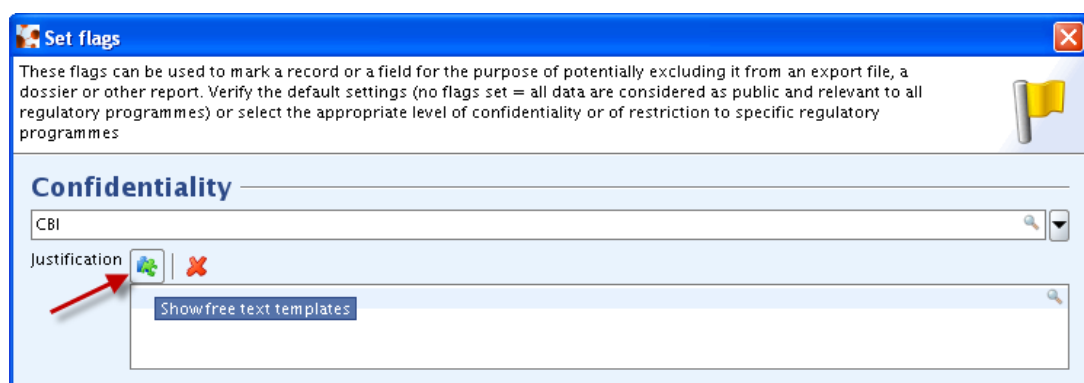 Set flags
These flags can be used to mark a record or a field for the purpose of potentially excluding it from an export file, a
dossier or other report. Verify the default settings (no flags set = all data are considered as public and relevant to all
regulatory programmes) or select the appropriate level of confidentiality or of restriction to specific regulatory
programmes
Confidentiality
CBI
Justification
Show free text templates